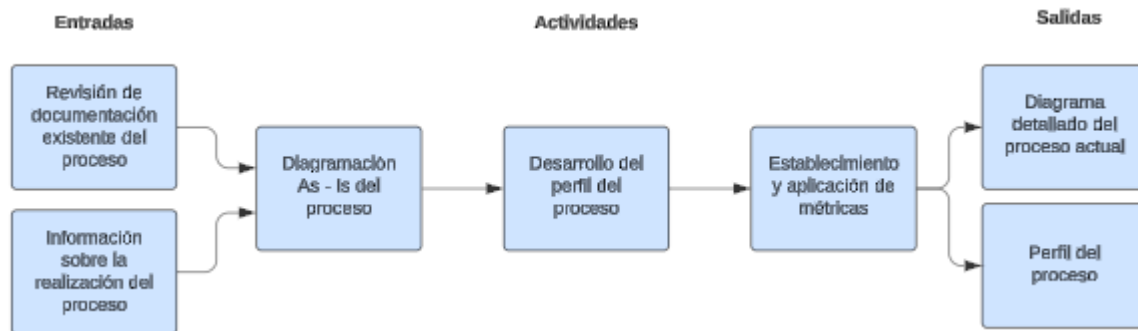 Entradas
Actividades
Salidas
Revisión de
documentación
existente del
proceso
Información
sobre la
realización del
proceso
Diagramación
As - Is del
proceso
Desarrollo del
perfil del
proceso
Establecimiento
y aplicación de
métricas
Diagrama
detallado del
proceso actual
Perfil del
proceso